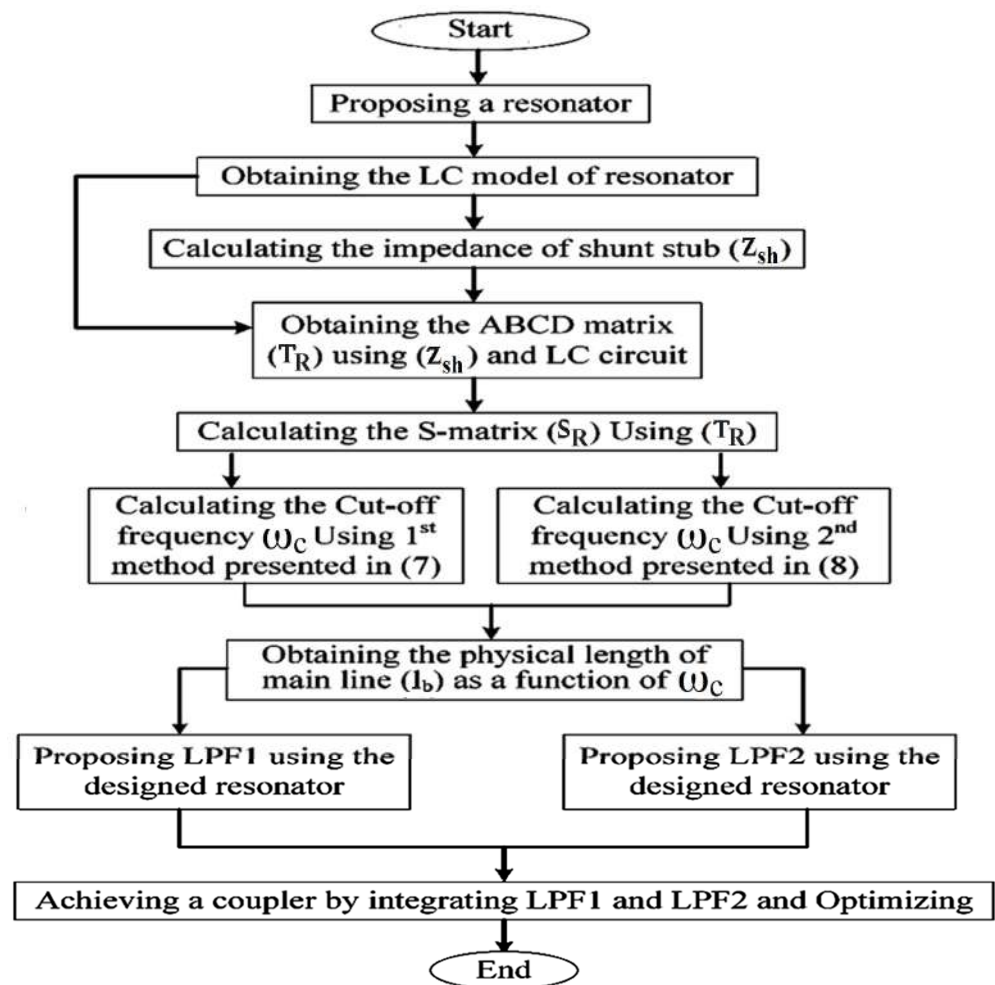 Start
Proposing a resonator
Obtaining the LC model of resonator
Calculating the impedance of shunt stub (Zsh)
Obtaining the ABCD matrix
(TR) using (Zsh) and LC circuit
Calculating the S-matrix (SR) Using (TR)
Calculating the Cut-off
frequency ωc Using 1st
method presented in (7)
Calculating the Cut-off
frequency ωc Using 2nd
method presented in (8)
Obtaining the physical length of
main line (lb) as a function of ωc
Proposing LPF1 using the
designed resonator
Proposing LPF2 using the
designed resonator
Achieving a coupler by integrating LPF1 and LPF2 and Optimizing
End